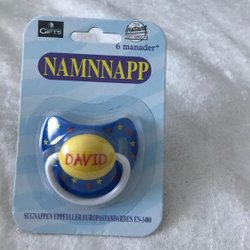 GIFTS
6 månader+
NAMNNAPP
DAVID
SUGNAPPEN UPPFYLLER EUROPASTANDARDEN EN-1400